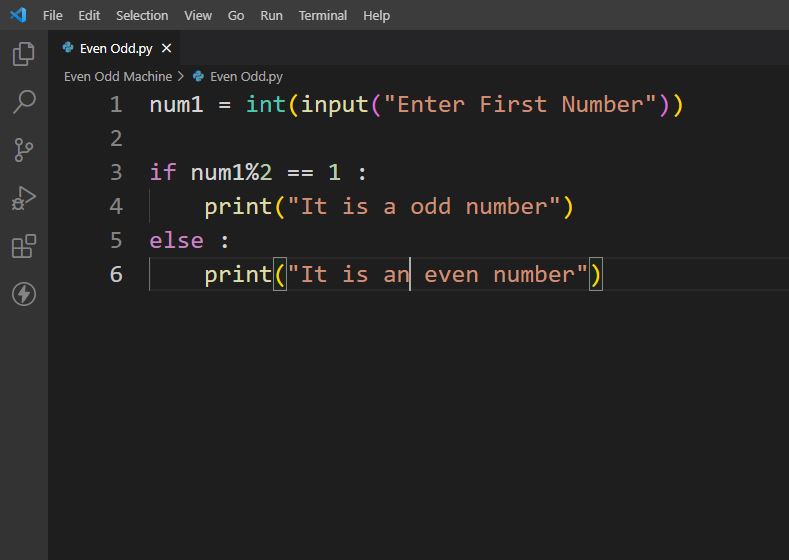 File Edit Selection View Go Run Terminal Help
Even Odd.py ×
Even Odd Machine > Even Odd.py
1 num1 = int(input("Enter First Number"))
2
3 if num1%2 == 1 :
4     print("It is a odd number")
5 else :
6     print("It is an even number")